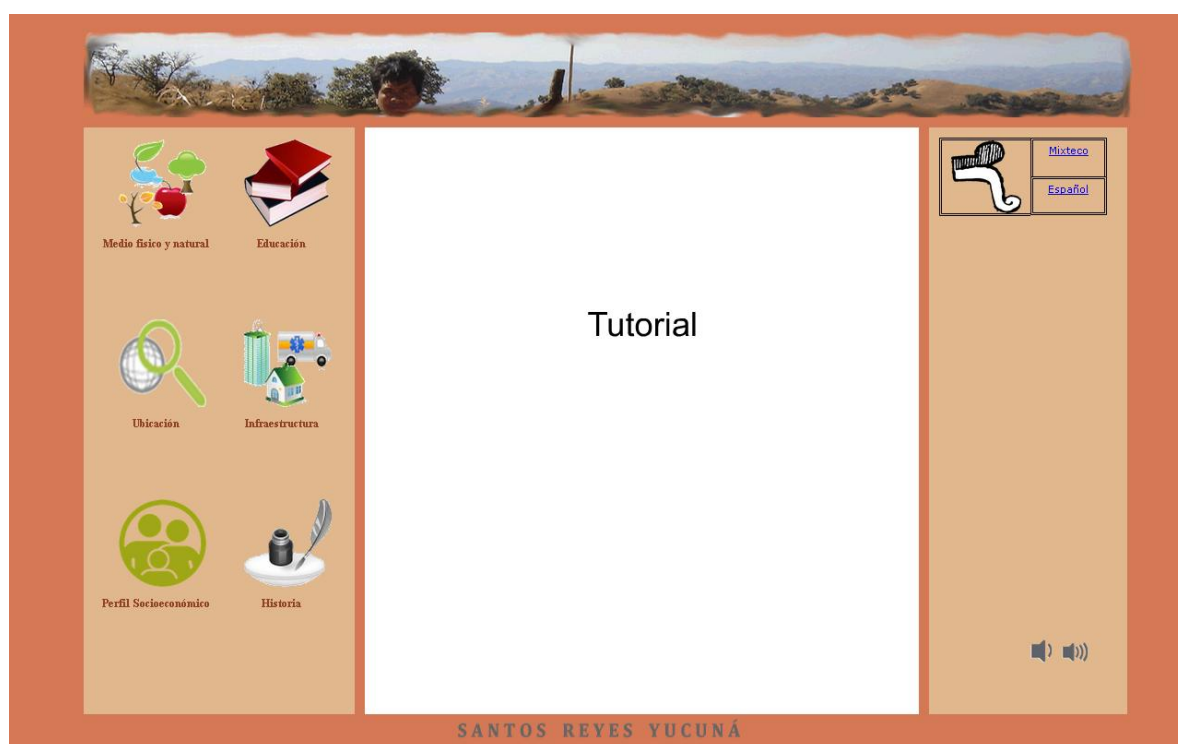 Medio físico y natural
Educación
Ubicación
Infraestructura
Perfil Socioeconómico
Historia
Tutorial
Mixteco
Español
SANTOS REYES YUCUNÁ